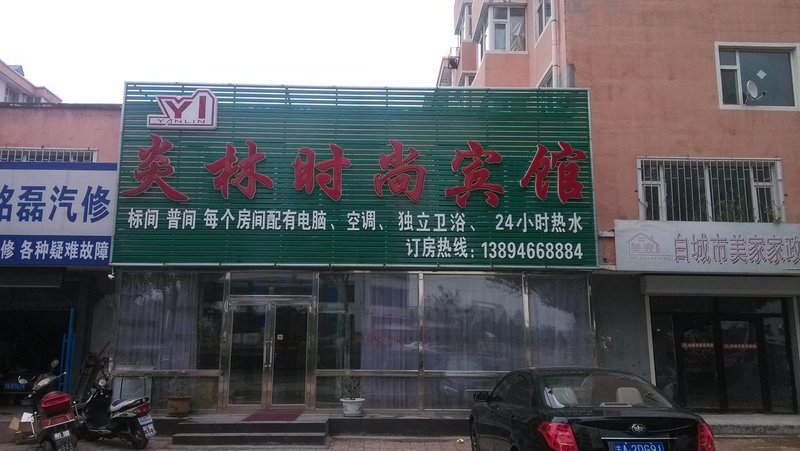 YL
YANLIN
炎林时尚宾馆
标间 普间 每个房间配有电脑、空调、独立卫浴、24小时热水
订房热线:13894668884
铭磊汽修
修 各种疑难故障
美家
白城市美家家政